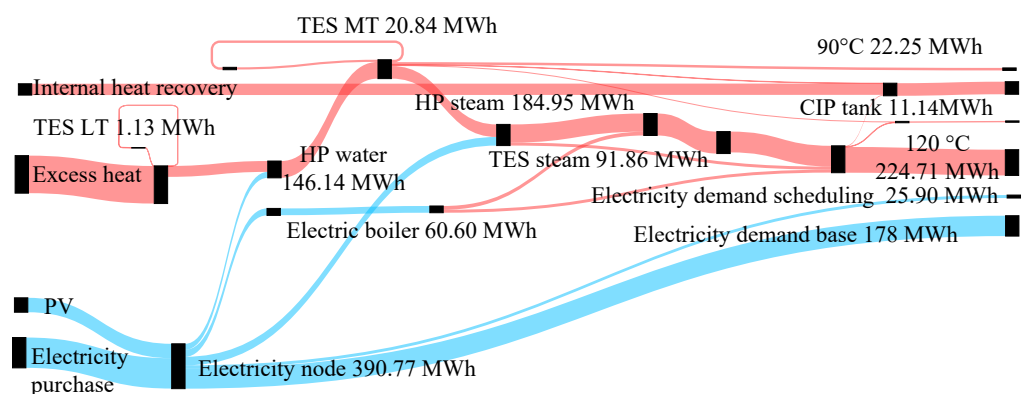 TES MT 20.84 MWh
90°C 22.25 MWh
Internal heat recovery
HP steam 184.95 MWh
CIP tank 11.14MWh
TES LT 1.13 MWh
120 °C
224.71 MWh
HP water
146.14 MWh
TES steam 91.86 MWh
Excess heat
Electricity demand scheduling 25.90 MWh
Electric boiler 60.60 MWh
Electricity demand base 178 MWh
PV
Electricity
purchase
Electricity node 390.77 MWh